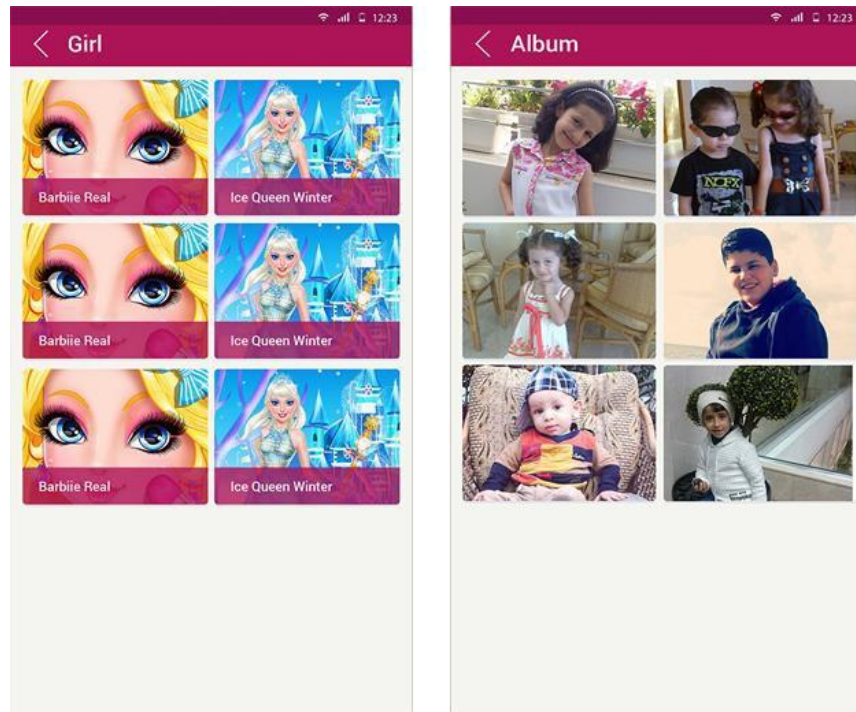 12:23
Girl
Barbiie Real
Ice Queen Winter
Barbiie Real
Ice Queen Winter
Barbiie Real
Ice Queen Winter
12:23
Album
NOFX